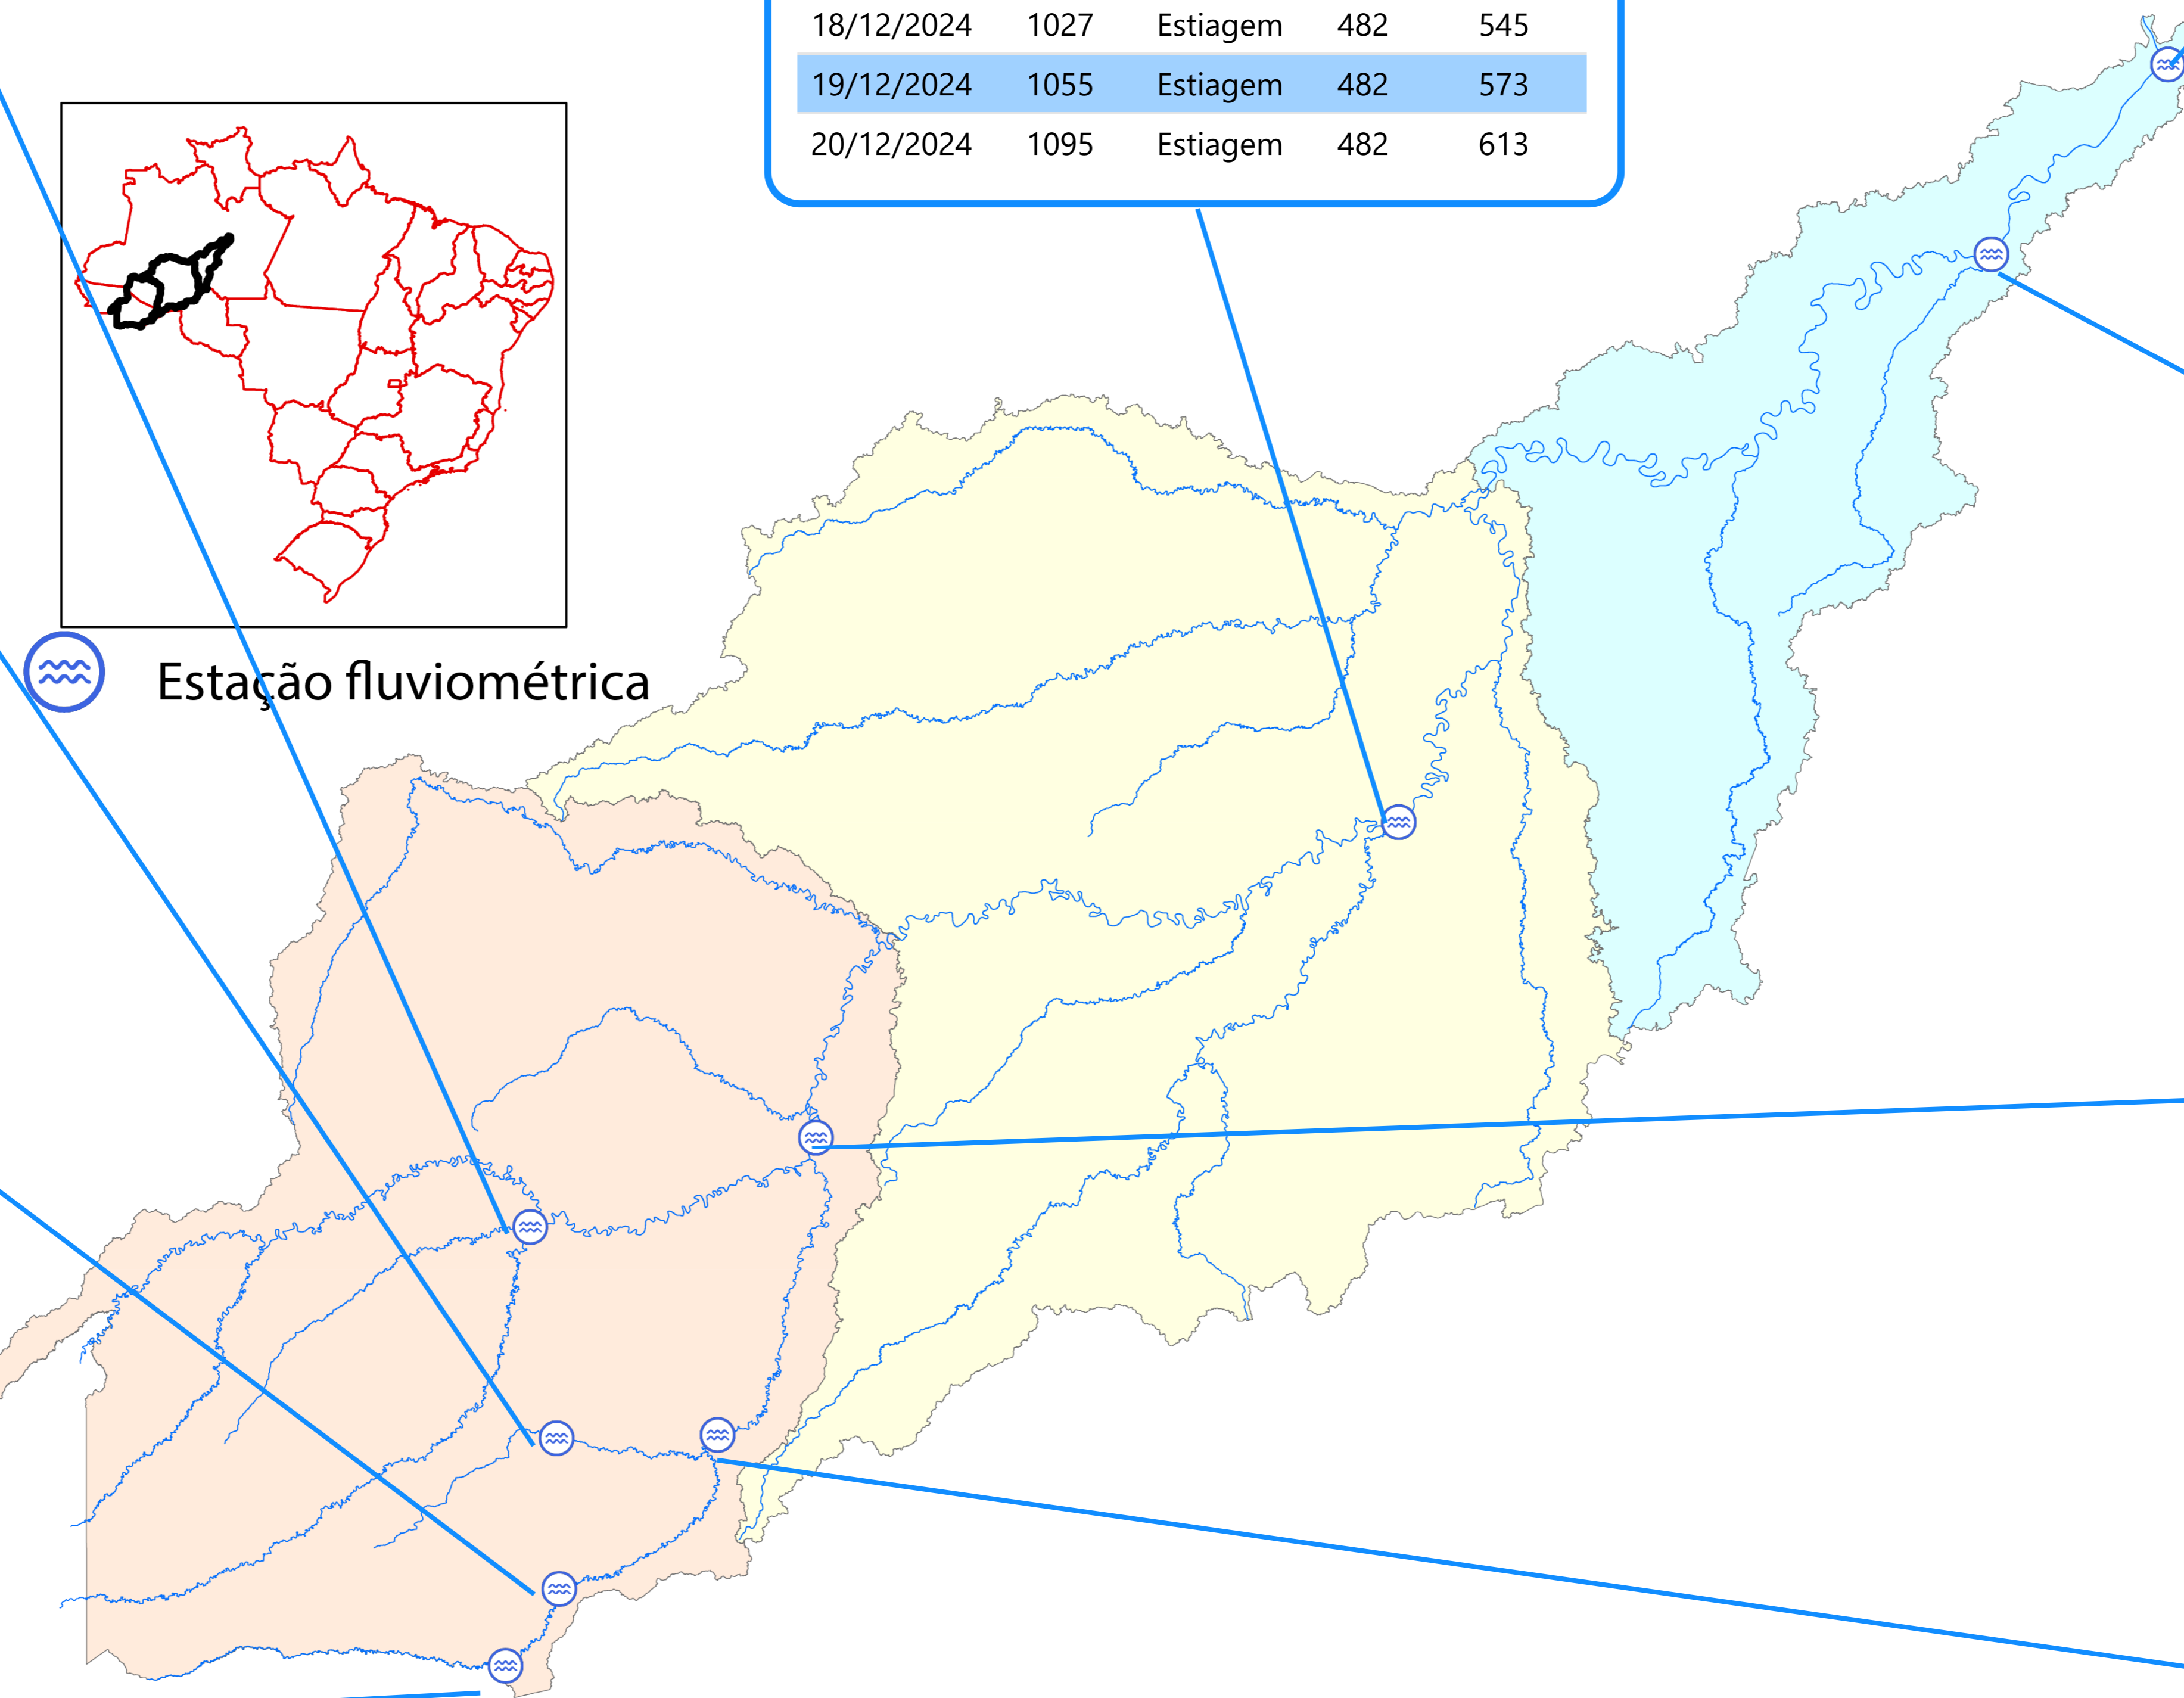 18/12/2024 1027 Estiagem 482 545
19/12/2024 1055 Estiagem 482 573
20/12/2024 1095 Estiagem 482 613
Estação fluviométrica